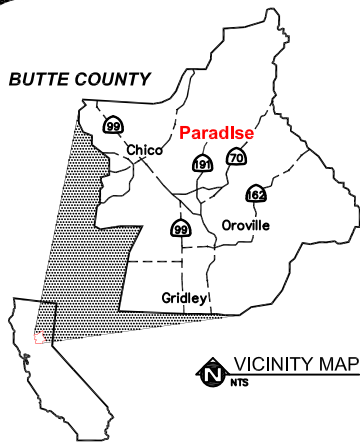 BUTTE COUNTY
99
Paradise
Chico
191
70
162
99
Oroville
Gridley
N
VICINITY MAP
NTS